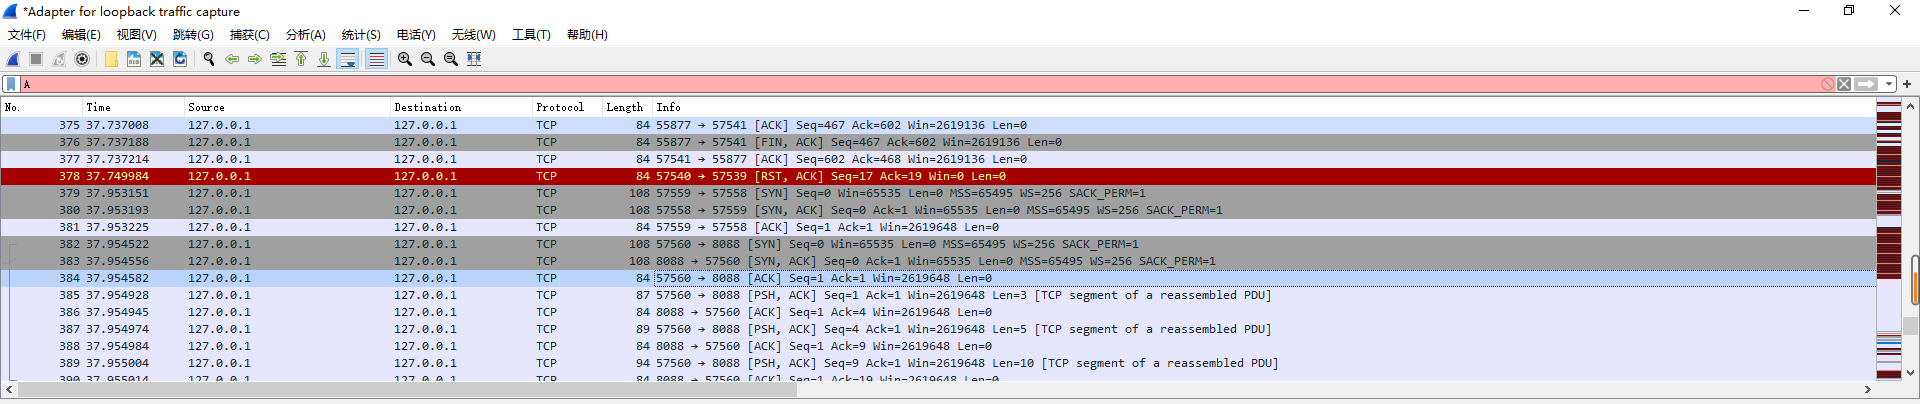 *Adapter for loopback traffic capture
文件(F) 编辑(E) 视图(V) 跳转(G) 捕获(C) 分析(A) 统计(S) 电话(Y) 无线(W) 工具(T) 帮助(H)
A
No. Time Source Destination Protocol Length Info
375 37.737008 127.0.0.1 127.0.0.1 TCP 84 55877 → 57541 [ACK] Seq=467 Ack=602 Win=2619136 Len=0
376 37.737188 127.0.0.1 127.0.0.1 TCP 84 55877 → 57541 [FIN, ACK] Seq=467 Ack=602 Win=2619136 Len=0
377 37.737214 127.0.0.1 127.0.0.1 TCP 84 57541 → 55877 [ACK] Seq=602 Ack=468 Win=2619136 Len=0
378 37.749984 127.0.0.1 127.0.0.1 TCP 84 57540 → 57539 [RST, ACK] Seq=17 Ack=19 Win=0 Len=0
379 37.953151 127.0.0.1 127.0.0.1 TCP 108 57559 → 57558 [SYN] Seq=0 Win=65535 Len=0 MSS=65495 WS=256 SACK_PERM=1
380 37.953193 127.0.0.1 127.0.0.1 TCP 108 57558 → 57559 [SYN, ACK] Seq=0 Ack=1 Win=65535 Len=0 MSS=65495 WS=256 SACK_PERM=1
381 37.953225 127.0.0.1 127.0.0.1 TCP 84 57559 → 57558 [ACK] Seq=1 Ack=1 Win=2619648 Len=0
382 37.954522 127.0.0.1 127.0.0.1 TCP 108 57560 → 8088 [SYN] Seq=0 Win=65535 Len=0 MSS=65495 WS=256 SACK_PERM=1
383 37.954556 127.0.0.1 127.0.0.1 TCP 108 8088 → 57560 [SYN, ACK] Seq=0 Ack=1 Win=65535 Len=0 MSS=65495 WS=256 SACK_PERM=1
384 37.954582 127.0.0.1 127.0.0.1 TCP 84 57560 → 8088 [ACK] Seq=1 Ack=1 Win=2619648 Len=0
385 37.954928 127.0.0.1 127.0.0.1 TCP 87 57560 → 8088 [PSH, ACK] Seq=1 Ack=1 Win=2619648 Len=3 [TCP segment of a reassembled PDU]
386 37.954945 127.0.0.1 127.0.0.1 TCP 84 8088 → 57560 [ACK] Seq=1 Ack=4 Win=2619648 Len=0
387 37.954974 127.0.0.1 127.0.0.1 TCP 89 57560 → 8088 [PSH, ACK] Seq=4 Ack=1 Win=2619648 Len=5 [TCP segment of a reassembled PDU]
388 37.954984 127.0.0.1 127.0.0.1 TCP 84 8088 → 57560 [ACK] Seq=1 Ack=9 Win=2619648 Len=0
389 37.955004 127.0.0.1 127.0.0.1 TCP 94 57560 → 8088 [PSH, ACK] Seq=9 Ack=1 Win=2619648 Len=10 [TCP segment of a reassembled PDU]
390 37.955014 127.0.0.1 127.0.0.1 TCP 84 8088 → 57560 [ACK] Seq=1 Ack=19 Win=2619648 Len=0